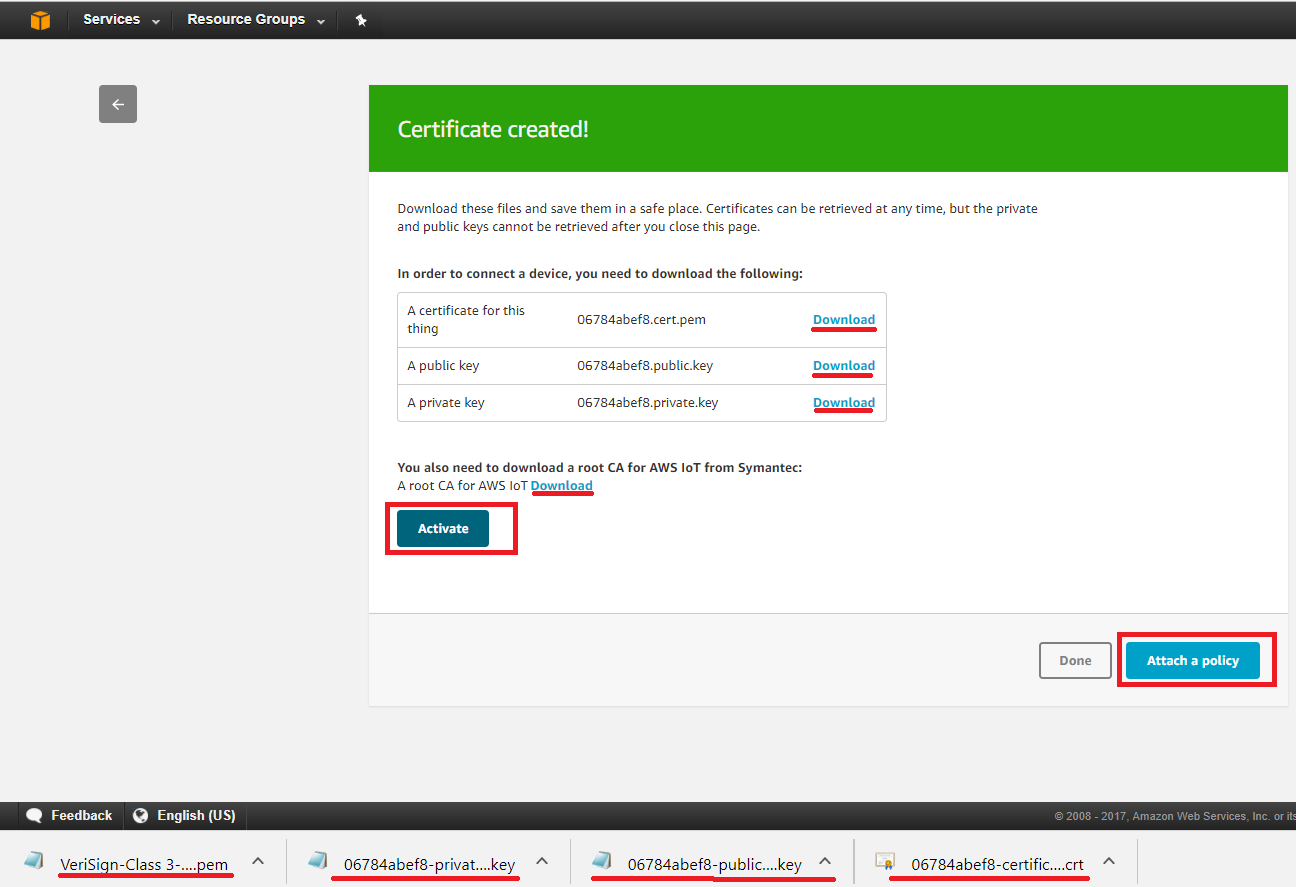 Services Resource Groups
Certificate created!
Download these files and save them in a safe place. Certificates can be retrieved at any time, but the private
and public keys cannot be retrieved after you close this page.
In order to connect a device, you need to download the following:
A certificate for this
thing
06784abef8.cert.pem Download
A public key 06784abef8.public.key Download
A private key 06784abef8.private.key Download
You also need to download a root CA for AWS IoT from Symantec:
A root CA for AWS IoT Download
Activate
Done Attach a policy
Feedback English (US) © 2008 - 2017, Amazon Web Services, Inc. or its
VeriSign-Class 3-....pem 06784abef8-privat....key 06784abef8-public....key 06784abef8-certific....crt